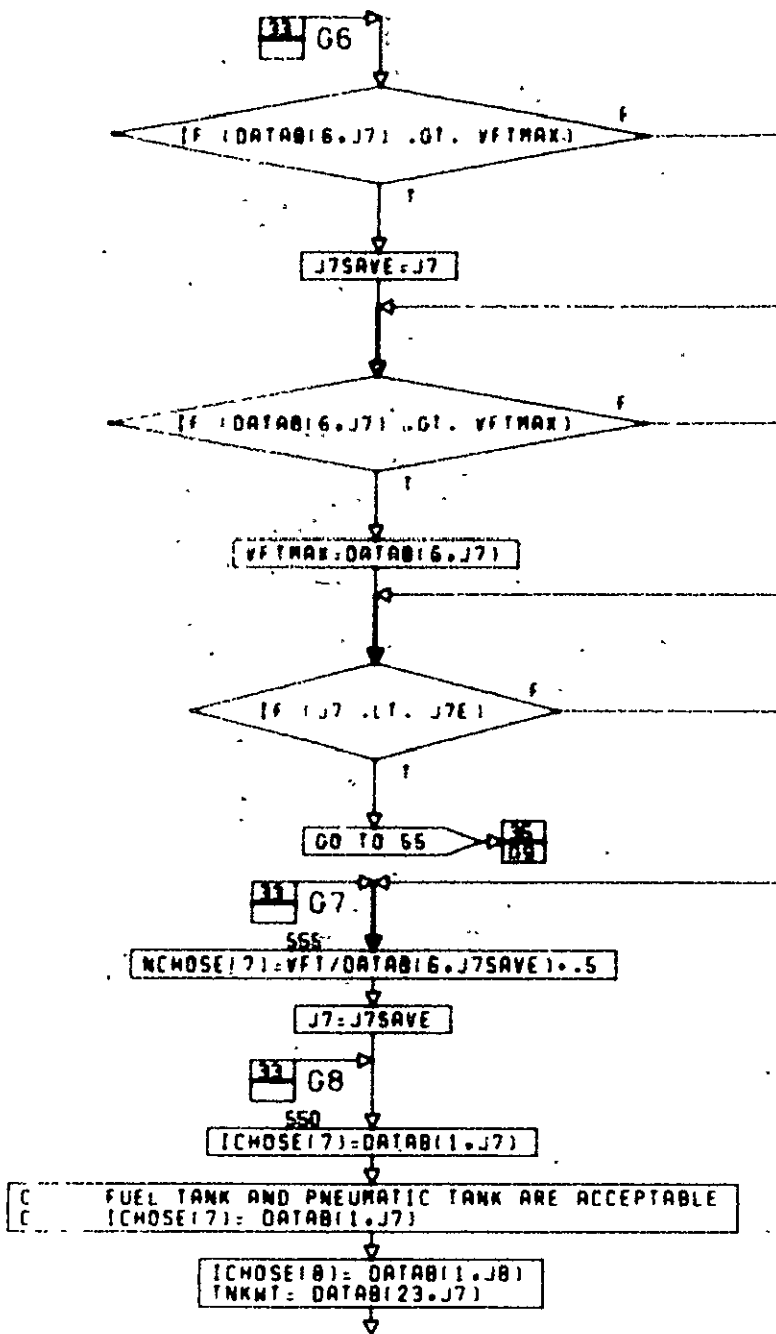 33 G6
IF (DATAB(6,J7) .GT. VFTMAX)
F
T
J7SAVE=J7
IF (DATAB(6,J7) .GT. VFTMAX)
F
T
VFTMAX=DATAB(6,J7)
IF (J7 .LT. J7E)
F
T
GO TO 55
35
09
33 G7
555
NCHOSE(7)=VFT/DATAB(6,J7SAVE)+.5
J7=J7SAVE
33 G8
550
ICHOSE(7)=DATAB(1,J7)
C FUEL TANK AND PNEUMATIC TANK ARE ACCEPTABLE
C ICHOSE(7)= DATAB(1,J7)
ICHOSE(8)= DATAB(1,J8)
TNKWT= DATAB(23,J7)